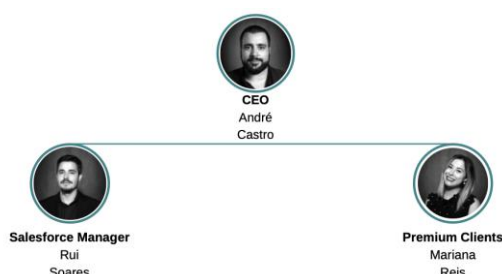 CEO
André
Castro
Salesforce Manager
Rui
Soares
Premium Clients
Mariana
Reis